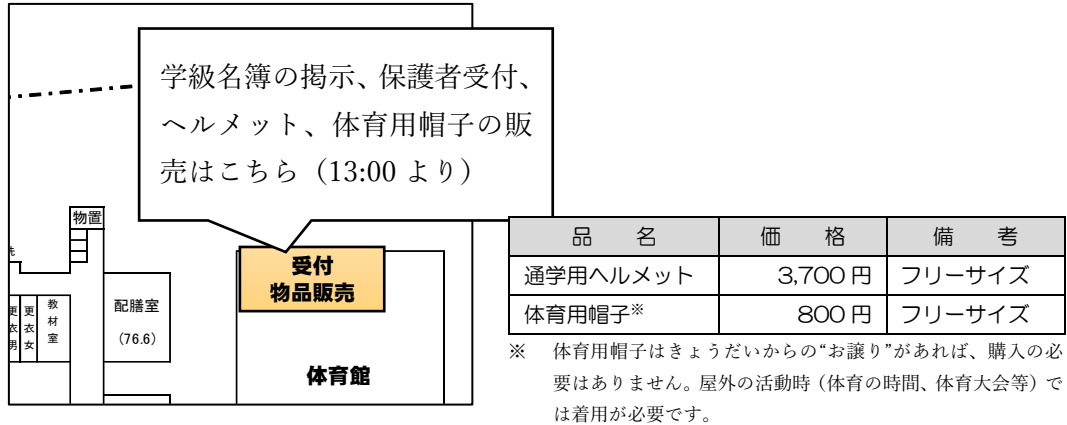 学級名簿の掲示、保護者受付、
ヘルメット、体育用帽子の販
売はこちら（13:00 より）
物置
受付
物品販売
更衣男
更衣女
教材室
配膳室
(76.6)
体育館
品　名 価　格 備　考
通学用ヘルメット 3,700 円 フリーサイズ
体育用帽子※ 800 円 フリーサイズ
※　体育用帽子はきょうだいからの“お譲り”があれば、購入の必
要はありません。屋外の活動時（体育の時間、体育大会等）で
は着用が必要です。